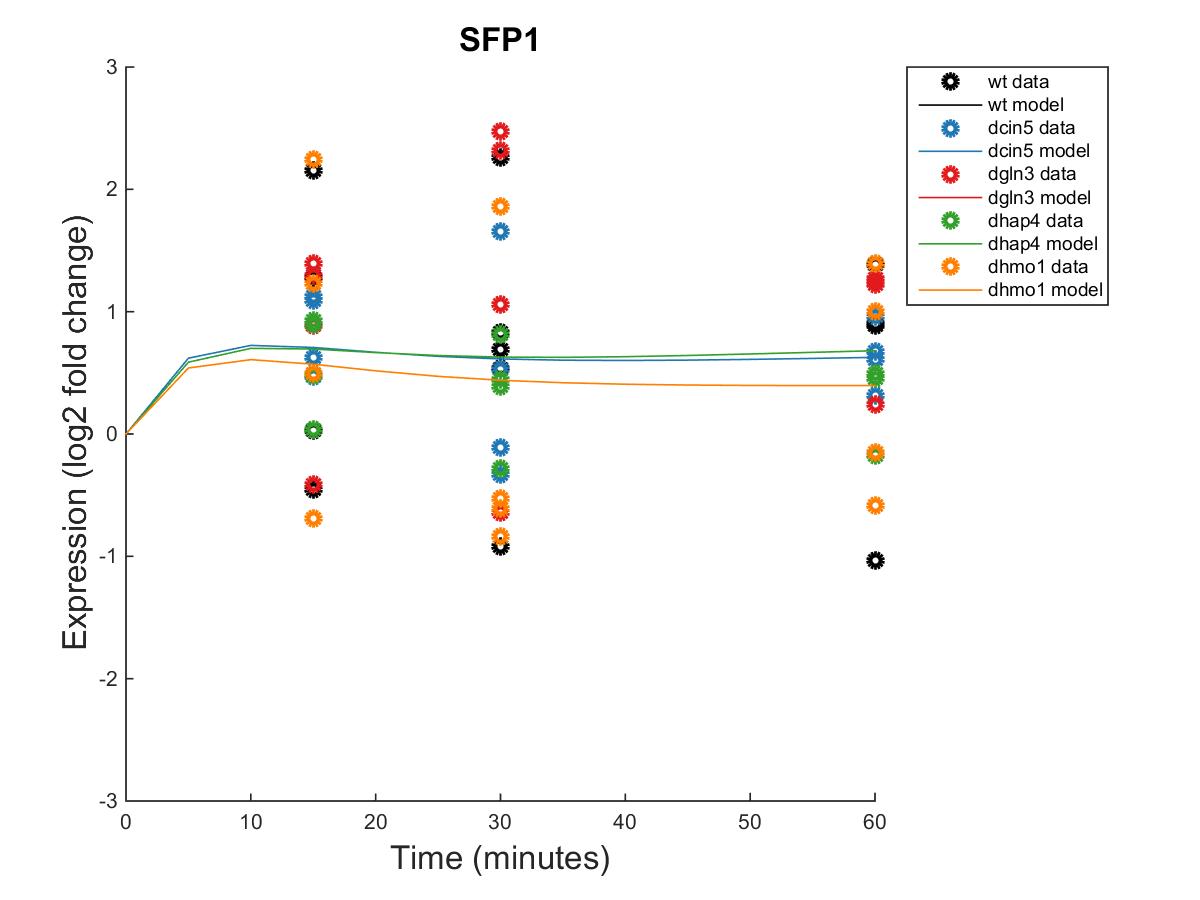 SFP1
3
2
1
0
-1
-2
-3
Expression (log2 fold change)
0 10 20 30 40 50 60
Time (minutes)
wt data
wt model
dcin5 data
dcin5 model
dgln3 data
dgln3 model
dhap4 data
dhap4 model
dhmo1 data
dhmo1 model